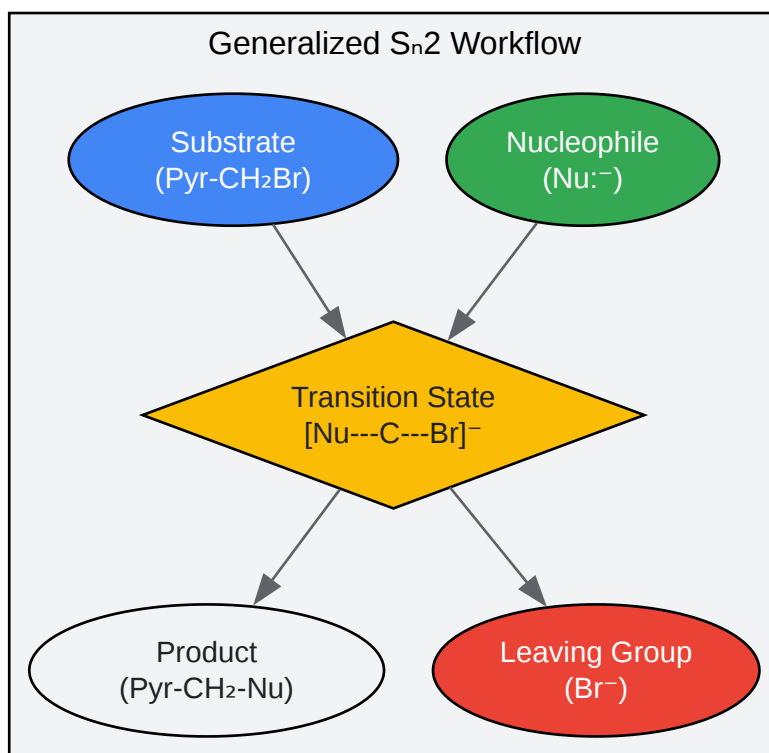 Generalized Sₙ2 Workflow
Substrate
(Pyr-CH₂Br)
Nucleophile
(Nu:⁻)
Transition State
[Nu---C---Br]⁻
Product
(Pyr-CH₂-Nu)
Leaving Group
(Br⁻)